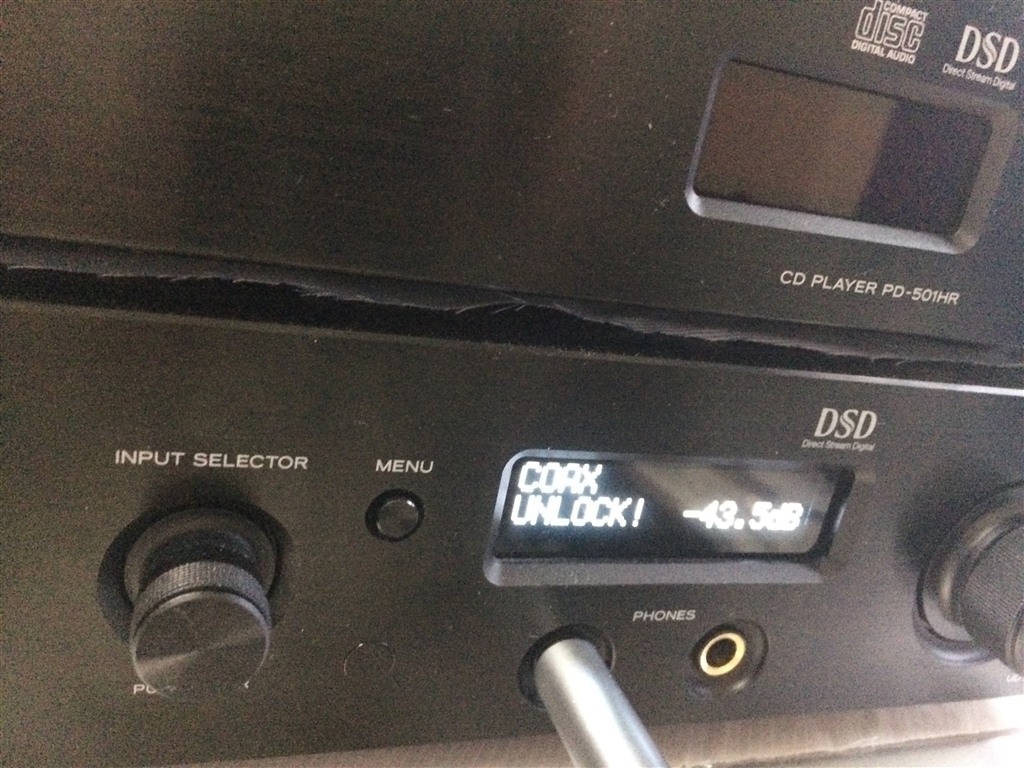 COMPACT
disc
DIGITAL AUDIO
DSD
Direct Stream Digital
CD PLAYER PD-501HR
DSD
Direct Stream Digital
INPUT SELECTOR
MENU
COAX
UNLOCK! -43.5dB
PHONES